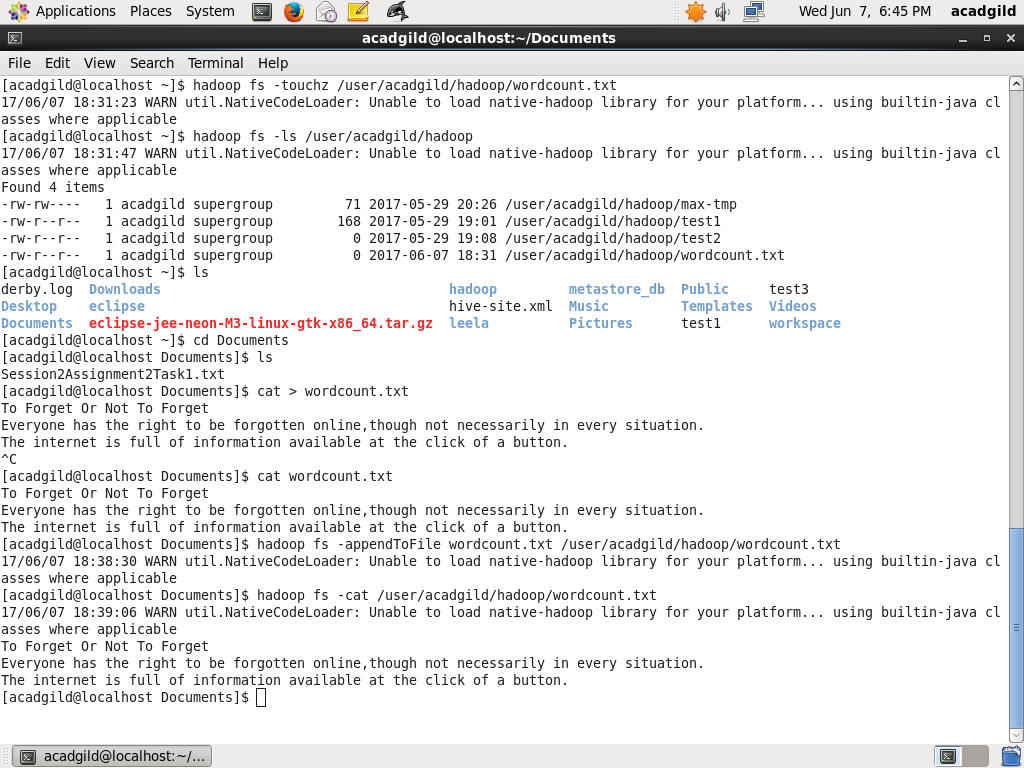 Applications Places System Wed Jun 7, 6:45 PM acadgild
acadgild@localhost:~/Documents
File Edit View Search Terminal Help
[acadgild@localhost ~]$ hadoop fs -touchz /user/acadgild/hadoop/wordcount.txt
17/06/07 18:31:23 WARN util.NativeCodeLoader: Unable to load native-hadoop library for your platform... using builtin-java cl
asses where applicable
[acadgild@localhost ~]$ hadoop fs -ls /user/acadgild/hadoop
17/06/07 18:31:47 WARN util.NativeCodeLoader: Unable to load native-hadoop library for your platform... using builtin-java cl
asses where applicable
Found 4 items
-rw-rw---- 1 acadgild supergroup 71 2017-05-29 20:26 /user/acadgild/hadoop/max-tmp
-rw-r--r-- 1 acadgild supergroup 168 2017-05-29 19:01 /user/acadgild/hadoop/test1
-rw-r--r-- 1 acadgild supergroup 0 2017-05-29 19:08 /user/acadgild/hadoop/test2
-rw-r--r-- 1 acadgild supergroup 0 2017-06-07 18:31 /user/acadgild/hadoop/wordcount.txt
[acadgild@localhost ~]$ ls
derby.log Downloads hadoop metastore_db Public test3
Desktop eclipse hive-site.xml Music Templates Videos
Documents eclipse-jee-neon-M3-linux-gtk-x86_64.tar.gz leela Pictures test1 workspace
[acadgild@localhost ~]$ cd Documents
[acadgild@localhost Documents]$ ls
Session2Assignment2Task1.txt
[acadgild@localhost Documents]$ cat > wordcount.txt
To Forget Or Not To Forget
Everyone has the right to be forgotten online,though not necessarily in every situation.
The internet is full of information available at the click of a button.
^C
[acadgild@localhost Documents]$ cat wordcount.txt
To Forget Or Not To Forget
Everyone has the right to be forgotten online,though not necessarily in every situation.
The internet is full of information available at the click of a button.
[acadgild@localhost Documents]$ hadoop fs -appendToFile wordcount.txt /user/acadgild/hadoop/wordcount.txt
17/06/07 18:38:30 WARN util.NativeCodeLoader: Unable to load native-hadoop library for your platform... using builtin-java cl
asses where applicable
[acadgild@localhost Documents]$ hadoop fs -cat /user/acadgild/hadoop/wordcount.txt
17/06/07 18:39:06 WARN util.NativeCodeLoader: Unable to load native-hadoop library for your platform... using builtin-java cl
asses where applicable
To Forget Or Not To Forget
Everyone has the right to be forgotten online,though not necessarily in every situation.
The internet is full of information available at the click of a button.
[acadgild@localhost Documents]$
acadgild@localhost:~/...